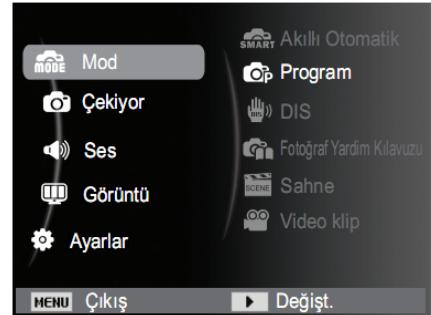 MODE Mod
Çekiyor
Ses
Görüntü
Ayarlar
SMART Akıllı Otomatik
P Program
DIS DIS
Fotoğraf Yardim Kılavuzu
SCENE Sahne
Video klip
MENU Çıkış
Değişt.